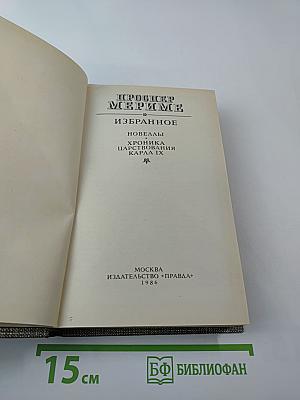 ПРОСПЕР
МЕРИМЕ
ИЗБРАННОЕ
НОВЕЛЛЫ
ХРОНИКА
ЦАРСТВОВАНИЯ
КАРЛА IX
МОСКВА
ИЗДАТЕЛЬСТВО «ПРАВДА»
1986
15 см
БФ БИБЛИОФАН